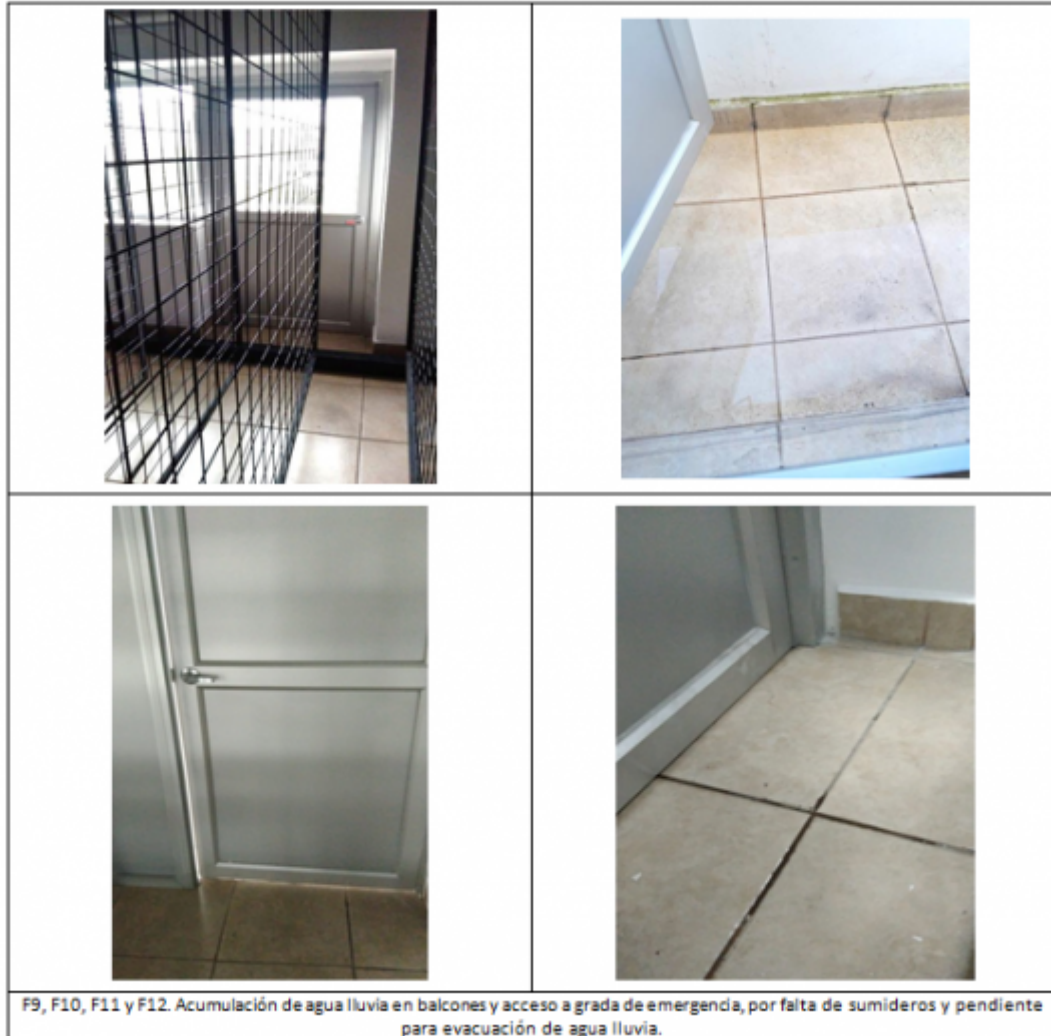 F9, F10, F11 y F12. Acumulación de agua lluvia en balcones y acceso a grada de emergencia, por falta de sumideros y pendiente
para evacuación de agua lluvia.